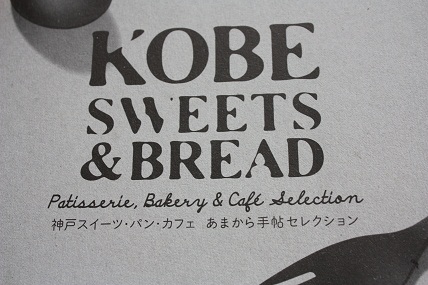 KOBE
SWEETS
& BREAD
Patisserie, Bakery & Café Selection
神戸スイーツ・パン・カフェ あまから手帖セレクション